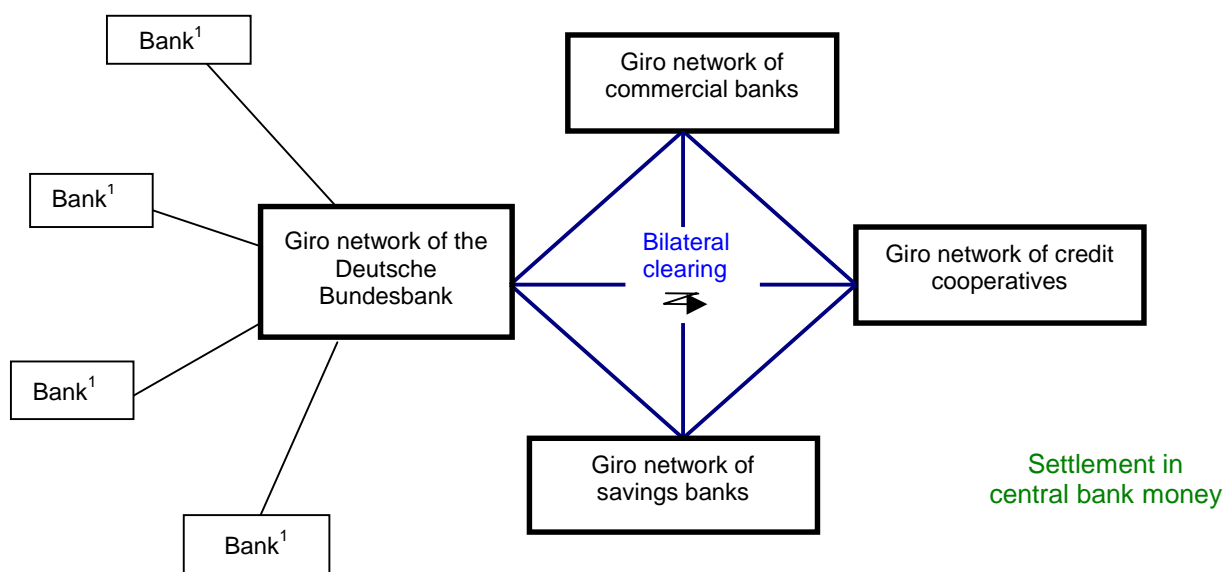 Bank¹
Giro network of
commercial banks
Bank¹
Giro network of the
Deutsche
Bundesbank
Bilateral
clearing
Giro network of credit
cooperatives
Bank¹
Giro network of
savings banks
Settlement in
central bank money
Bank¹